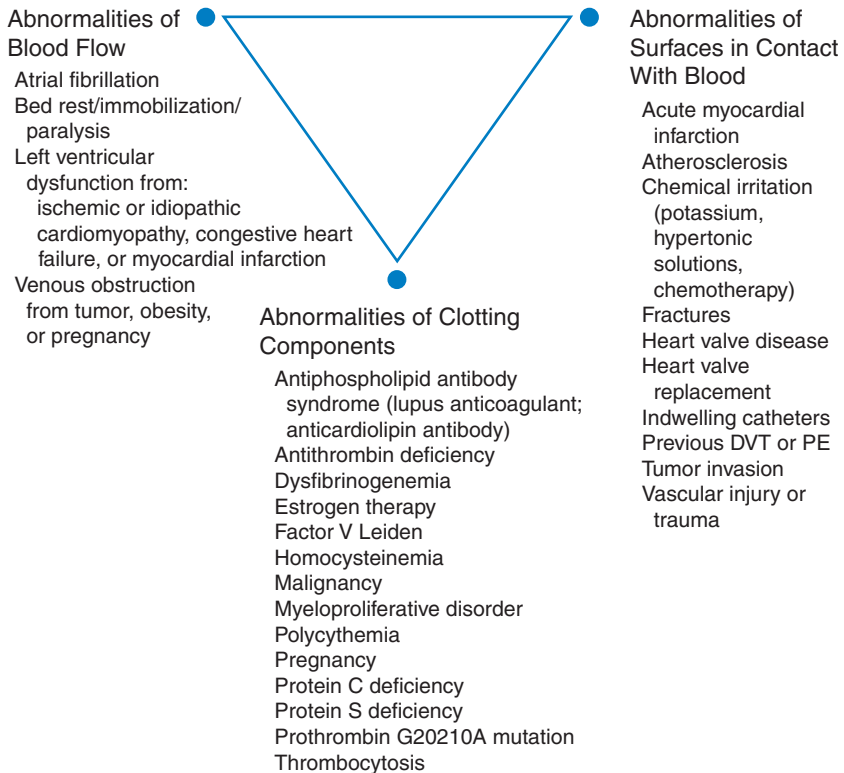 Abnormalities of
Blood Flow
Atrial fibrillation
Bed rest/immobilization/
paralysis
Left ventricular
dysfunction from:
ischemic or idiopathic
cardiomyopathy, congestive heart
failure, or myocardial infarction
Venous obstruction
from tumor, obesity,
or pregnancy
Abnormalities of Clotting
Components
Antiphospholipid antibody
syndrome (lupus anticoagulant;
anticardiolipin antibody)
Antithrombin deficiency
Dysfibrinogenemia
Estrogen therapy
Factor V Leiden
Homocysteinemia
Malignancy
Myeloproliferative disorder
Polycythemia
Pregnancy
Protein C deficiency
Protein S deficiency
Prothrombin G20210A mutation
Thrombocytosis
Abnormalities of
Surfaces in Contact
With Blood
Acute myocardial
infarction
Atherosclerosis
Chemical irritation
(potassium,
hypertonic
solutions,
chemotherapy)
Fractures
Heart valve disease
Heart valve
replacement
Indwelling catheters
Previous DVT or PE
Tumor invasion
Vascular injury or
trauma